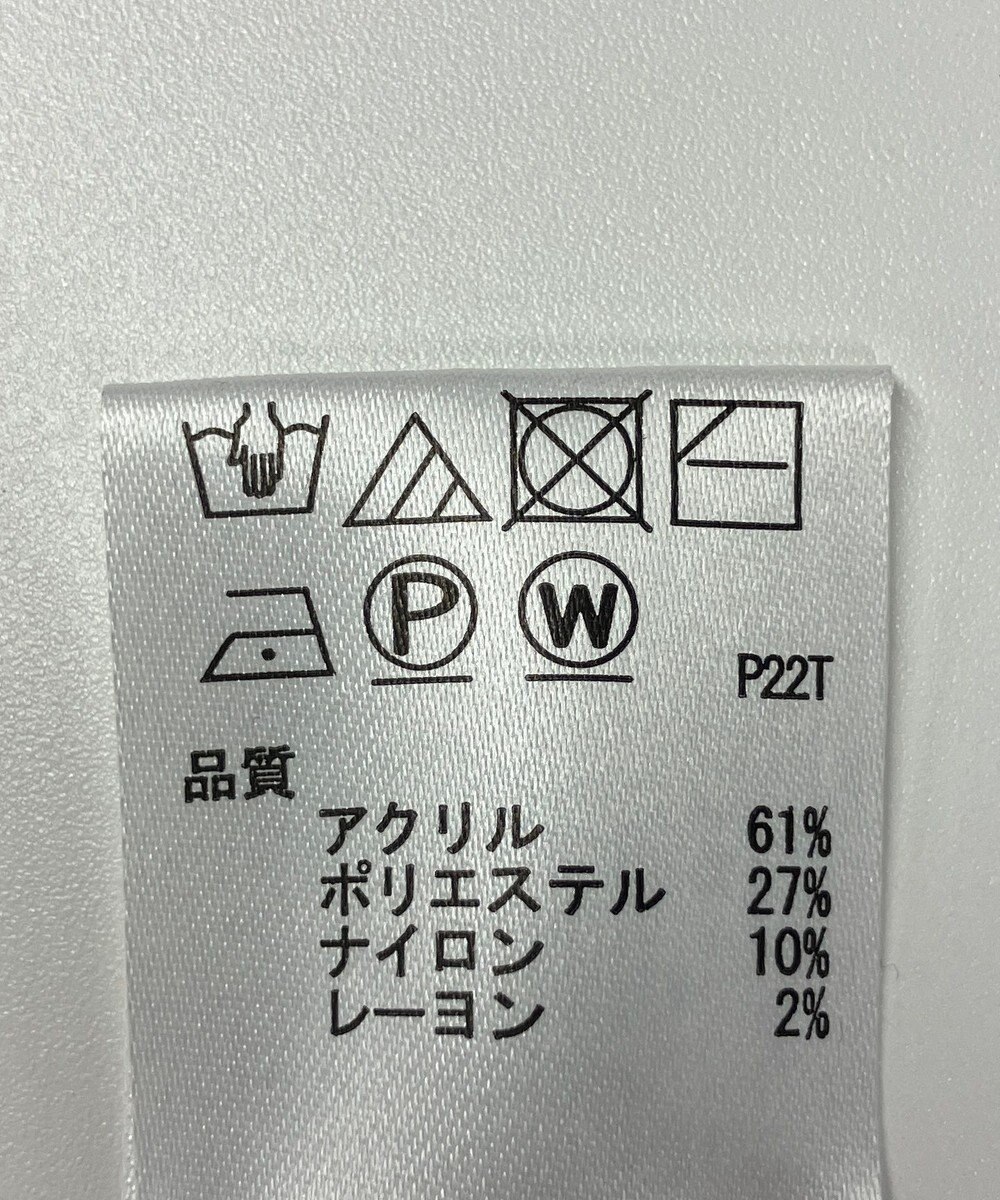 P W
P22T
品質
アクリル 61%
ポリエステル 27%
ナイロン 10%
レーヨン 2%